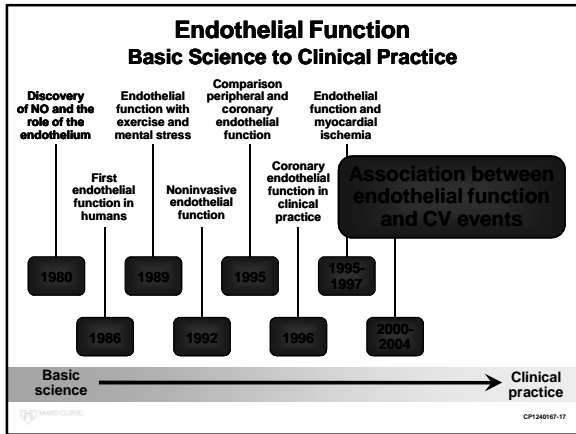 Endothelial Function
Basic Science to Clinical Practice
Discovery
of NO and the
role of the
endothelium
Endothelial
function with
exercise and
mental stress
Comparison
peripheral and
coronary
endothelial
function
Endothelial
function and
myocardial
ischemia
First
endothelial
function in
humans
Noninvasive
endothelial
function
Coronary
endothelial
function in
clinical
practice
Association between
endothelial function
and CV events
1980
1989
1995
1995-
1997
1986
1992
1996
2000-
2004
Basic
science
Clinical
practice
MAYO CLINIC
CP1240167-17